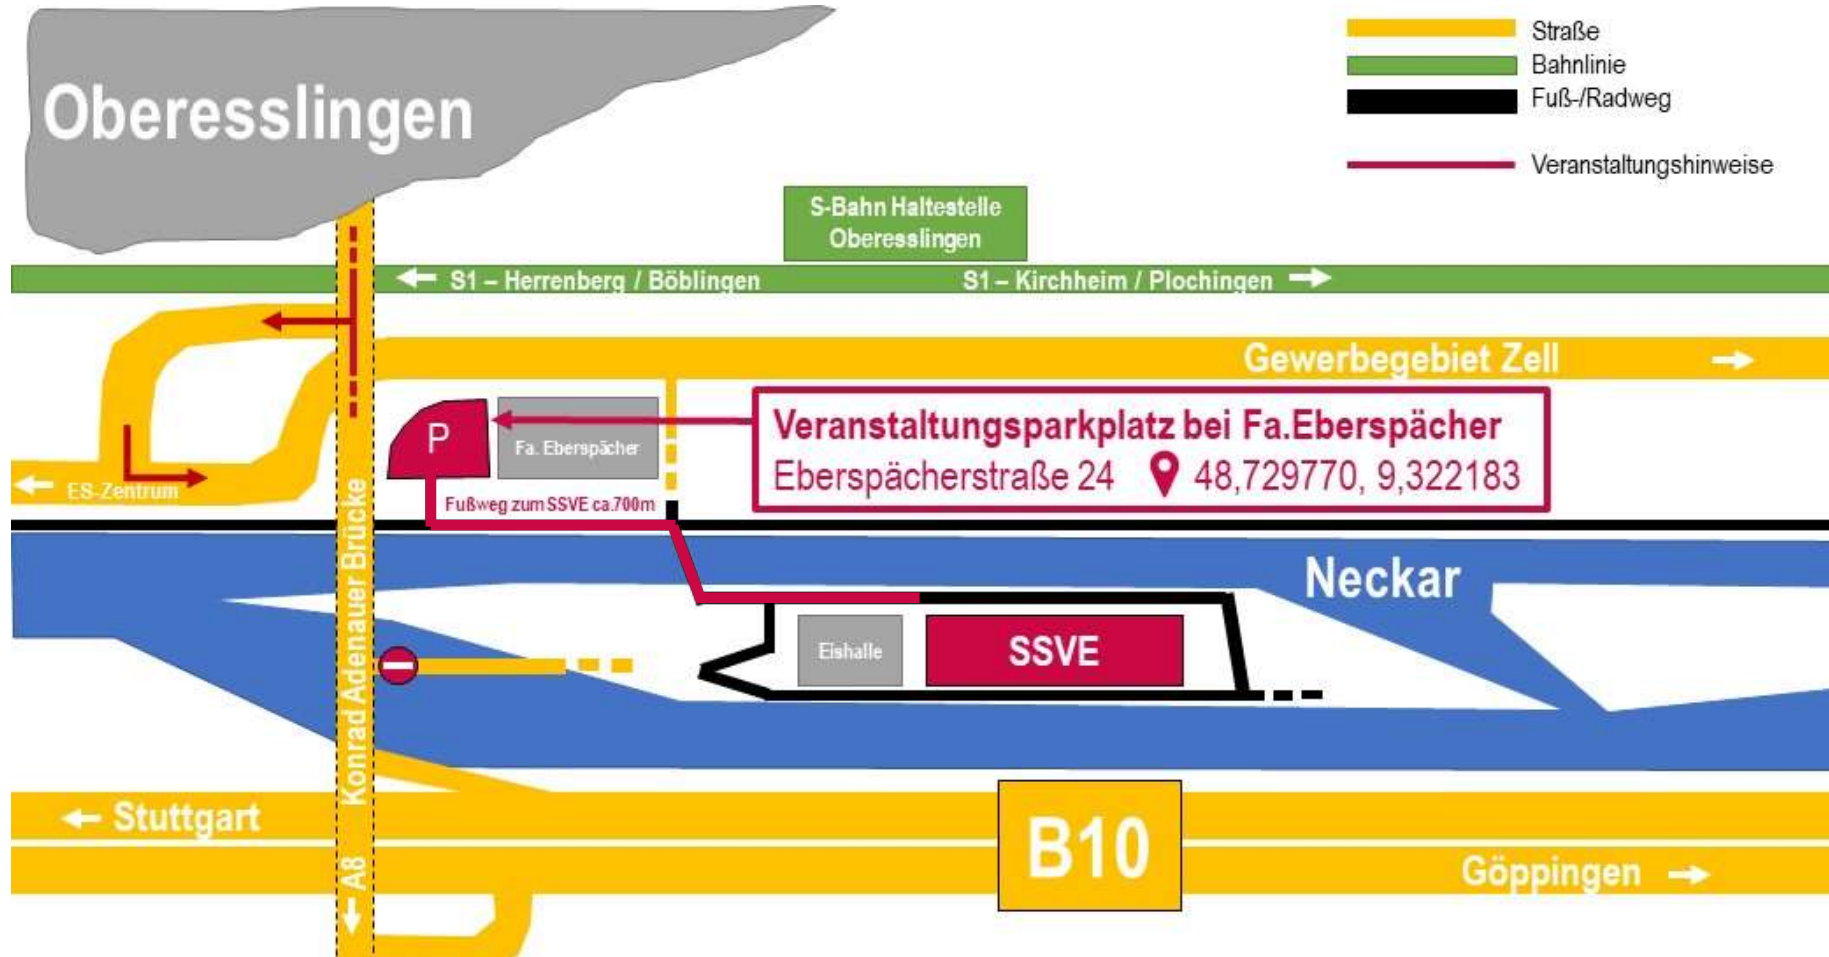 Oberesslingen
Straße
Bahnlinie
Fuß-/Radweg
Veranstaltungshinweise
S-Bahn Haltestelle
Oberesslingen
S1 – Herrenberg / Böblingen
S1 – Kirchheim / Plochingen
Gewerbegebiet Zell
P
Fa. Eberspächer
Veranstaltungsparkplatz bei Fa.Eberspächer
Eberspächerstraße 24 48,729770, 9,322183
ES-Zentrum
Fußweg zum SSVE ca.700m
Konrad Adenauer Brücke
Neckar
Eishalle
SSVE
Stuttgart
B10
A8
Göppingen